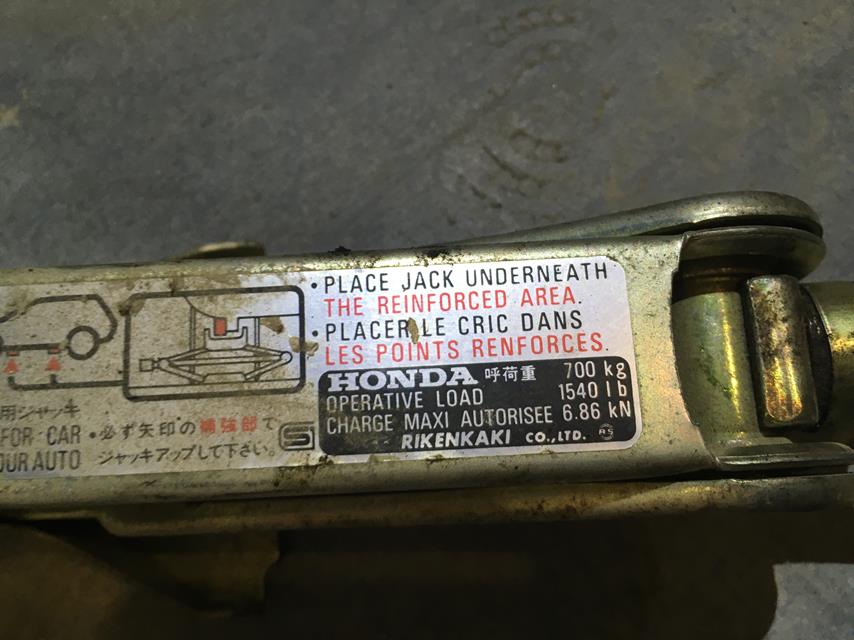 ・PLACE JACK UNDERNEATH
THE REINFORCED AREA.
・PLACER LE CRIC DANS
LES POINTS RENFORCES.
HONDA 呼荷重 700 kg
OPERATIVE LOAD 1540 lb
CHARGE MAXI AUTORISEE 6.86 kN
RIKENKAKI CO.,LTD.
用ジャッキ
FOR CAR
OUR AUTO
・必ず矢印の補強部で
ジャッキアップして下さい。